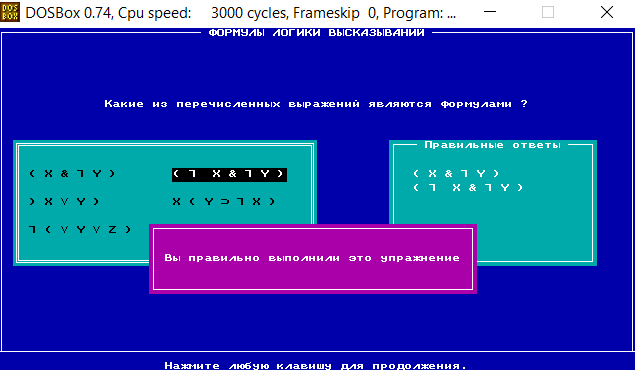 DOSBox 0.74, Cpu speed: 3000 cycles, Frameskip 0, Program: ...
ФОРМУЛЫ ЛОГИКИ ВЫСКАЗЫВАНИЙ
Какие из перечисленных выражений являются формулами ?
Правильные ответы
( X & ㄱ Y )
( ㄱ X & ㄱ Y )
( X & ㄱ Y )
( ㄱ X & ㄱ Y )
) X ∨ Y )
X ( Y ⊃ ㄱ X )
ㄱ ( ∨ Y ∨ Z )
Вы правильно выполнили это упражнение
Нажмите любую клавишу для продолжения.